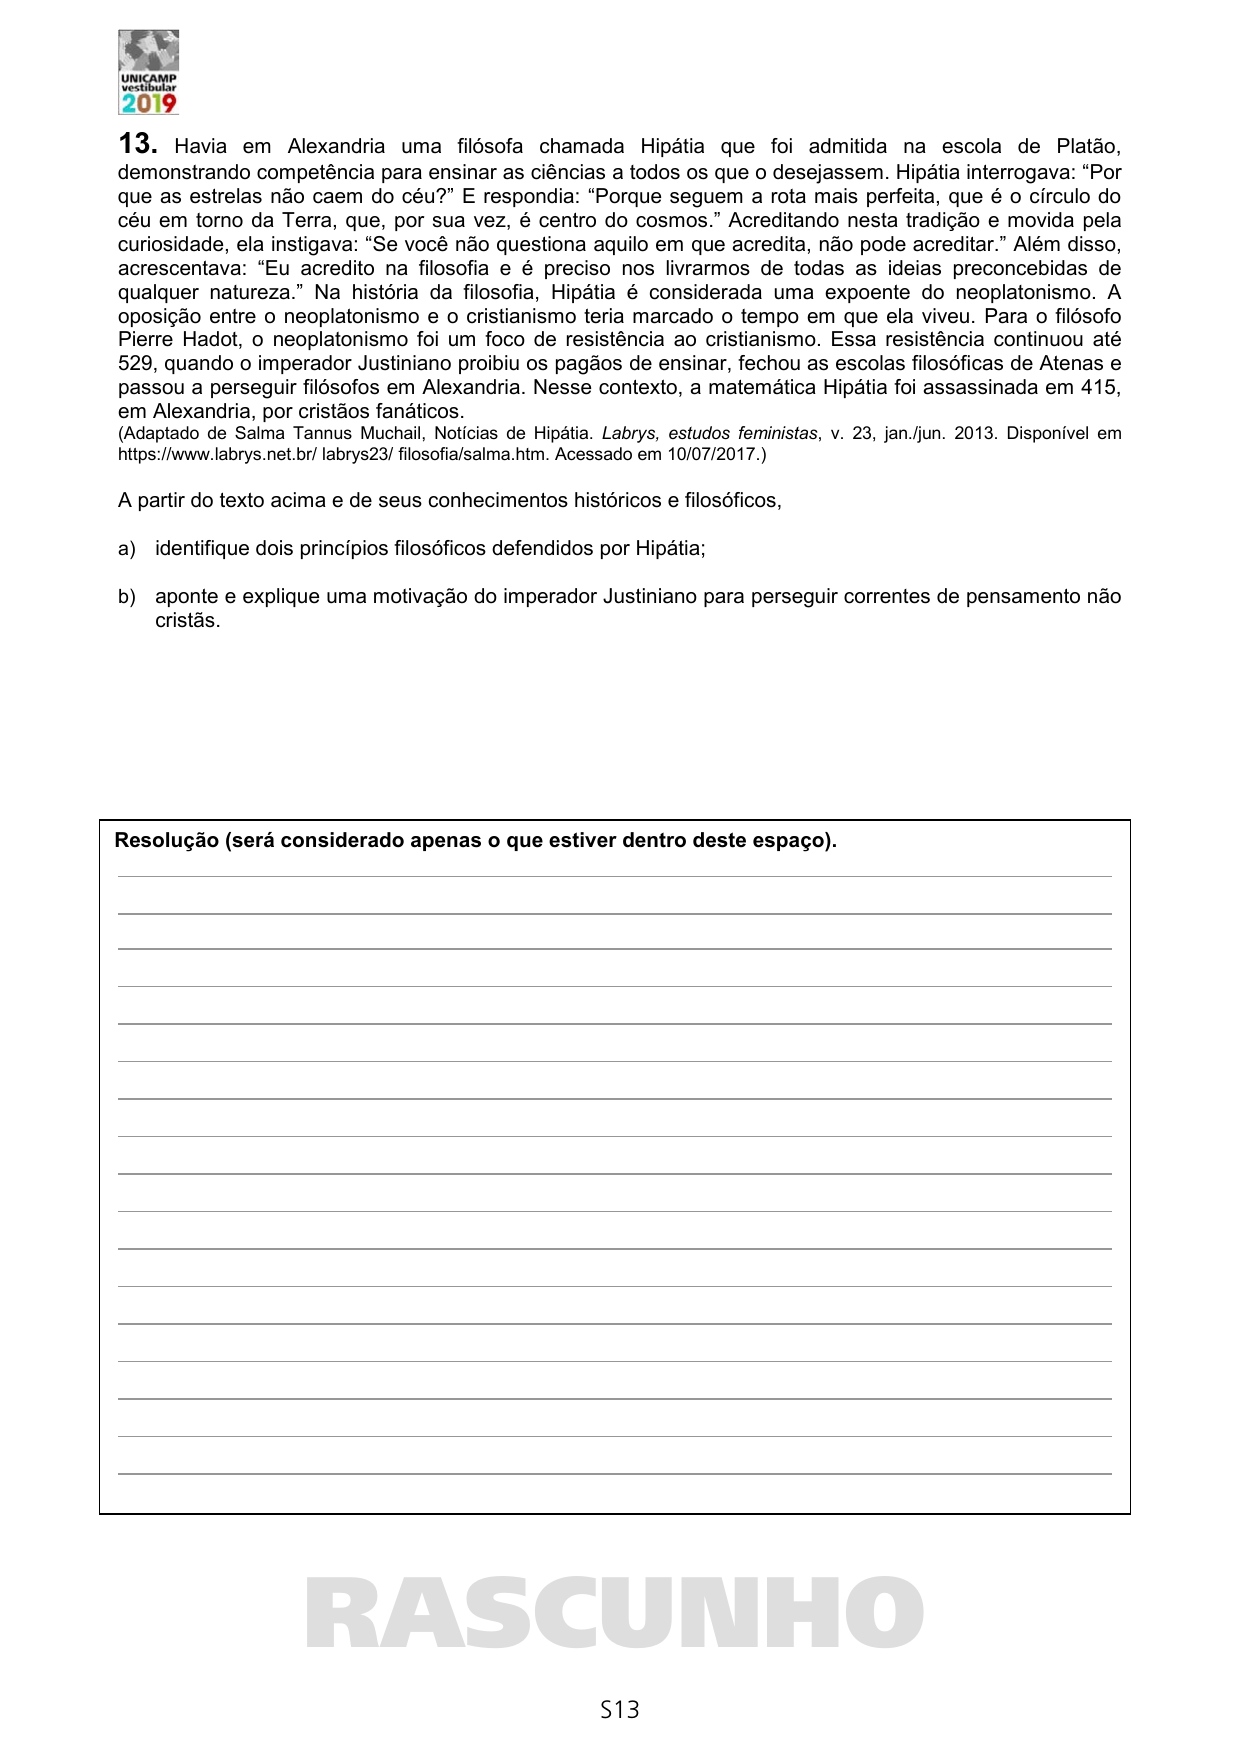 UNICAMP
vestibular
2019
13. Havia em Alexandria uma filósofa chamada Hipátia que foi admitida na escola de Platão,
demonstrando competência para ensinar as ciências a todos os que o desejassem. Hipátia interrogava: “Por
que as estrelas não caem do céu?” E respondia: “Porque seguem a rota mais perfeita, que é o círculo do
céu em torno da Terra, que, por sua vez, é centro do cosmos.” Acreditando nesta tradição e movida pela
curiosidade, ela instigava: “Se você não questiona aquilo em que acredita, não pode acreditar.” Além disso,
acrescentava: “Eu acredito na filosofia e é preciso nos livrarmos de todas as ideias preconcebidas de
qualquer natureza.” Na história da filosofia, Hipátia é considerada uma expoente do neoplatonismo. A
oposição entre o neoplatonismo e o cristianismo teria marcado o tempo em que ela viveu. Para o filósofo
Pierre Hadot, o neoplatonismo foi um foco de resistência ao cristianismo. Essa resistência continuou até
529, quando o imperador Justiniano proibiu os pagãos de ensinar, fechou as escolas filosóficas de Atenas e
passou a perseguir filósofos em Alexandria. Nesse contexto, a matemática Hipátia foi assassinada em 415,
em Alexandria, por cristãos fanáticos.
(Adaptado de Salma Tannus Muchail, Notícias de Hipátia. Labrys, estudos feministas, v. 23, jan./jun. 2013. Disponível em
https://www.labrys.net.br/ labrys23/ filosofia/salma.htm. Acessado em 10/07/2017.)
A partir do texto acima e de seus conhecimentos históricos e filosóficos,
a) identifique dois princípios filosóficos defendidos por Hipátia;
b) aponte e explique uma motivação do imperador Justiniano para perseguir correntes de pensamento não
cristãs.
Resolução (será considerado apenas o que estiver dentro deste espaço).
RASCUNHO
S13